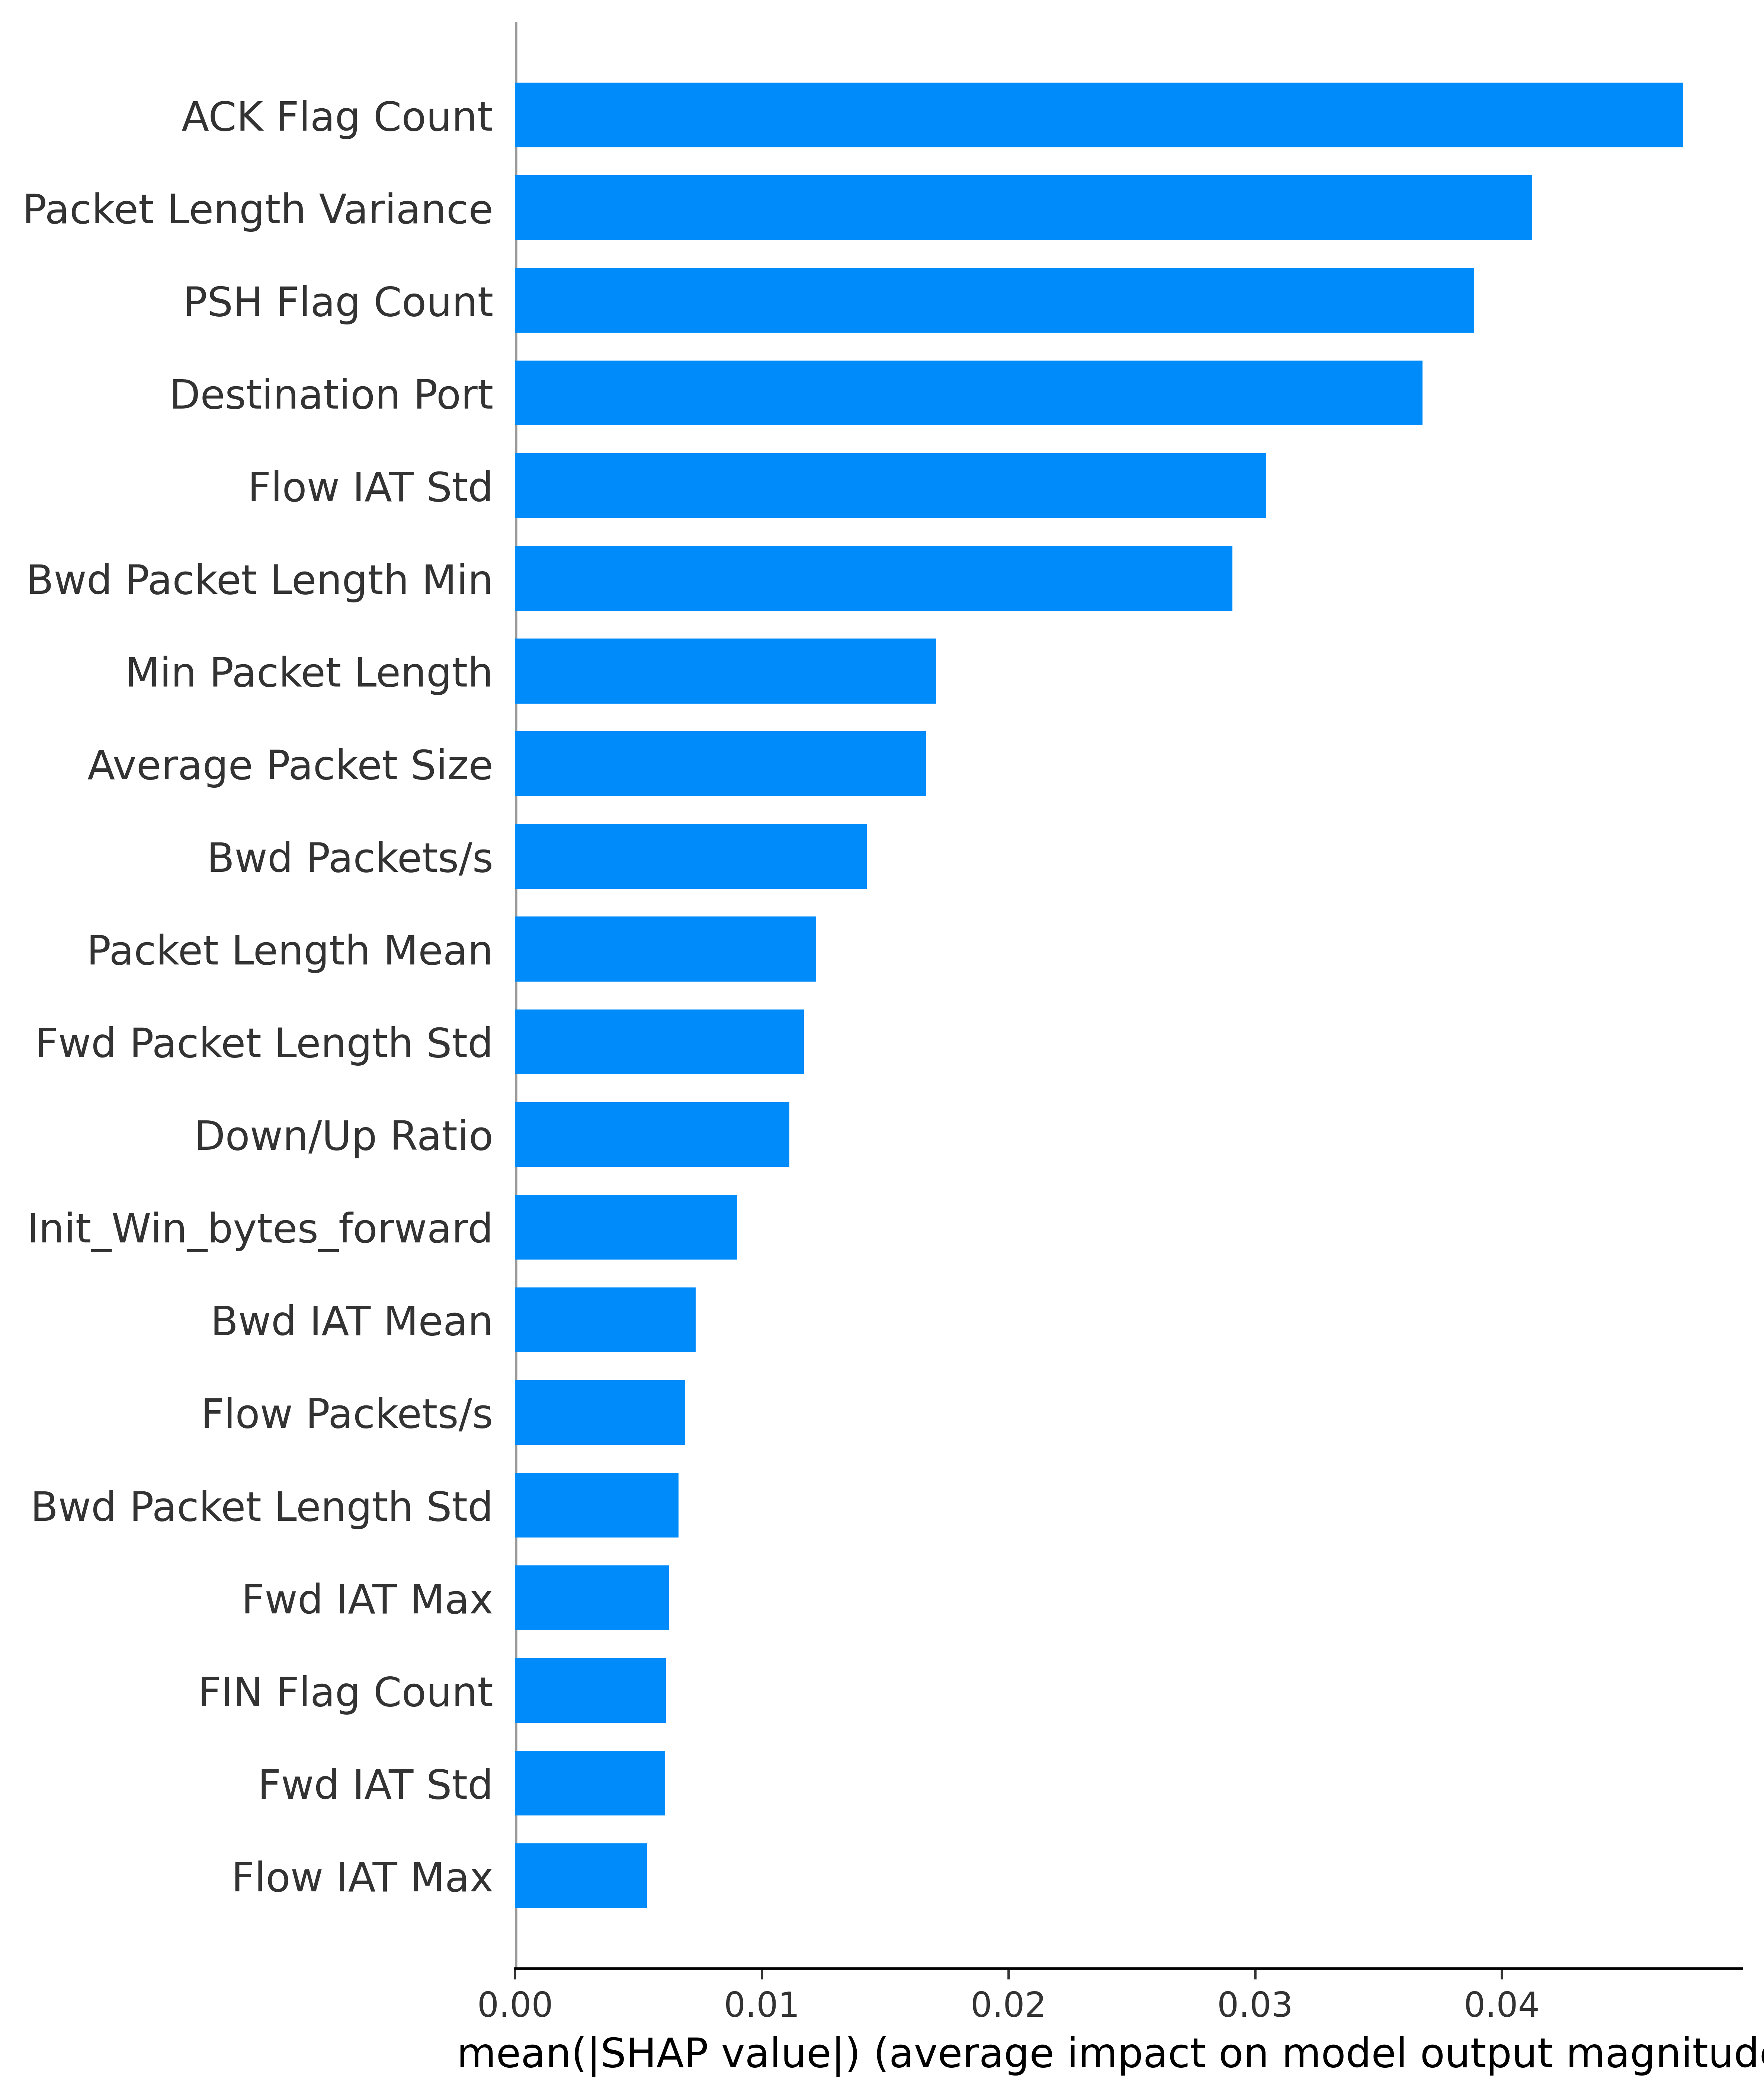 ACK Flag Count
Packet Length Variance
PSH Flag Count
Destination Port
Flow IAT Std
Bwd Packet Length Min
Min Packet Length
Average Packet Size
Bwd Packets/s
Packet Length Mean
Fwd Packet Length Std
Down/Up Ratio
Init_Win_bytes_forward
Bwd IAT Mean
Flow Packets/s
Bwd Packet Length Std
Fwd IAT Max
FIN Flag Count
Fwd IAT Std
Flow IAT Max
0.00 0.01 0.02 0.03 0.04
mean(|SHAP value|) (average impact on model output magnitude